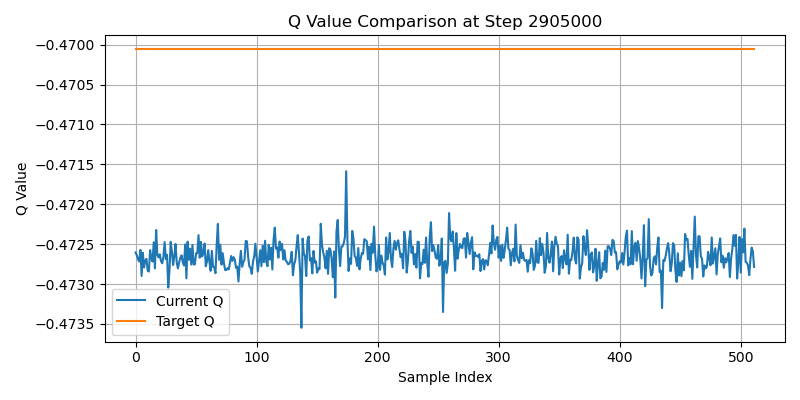 Q Value Comparison at Step 2905000
Q Value
−0.4700
−0.4705
−0.4710
−0.4715
−0.4720
−0.4725
−0.4730
−0.4735
Current Q
Target Q
0 100 200 300 400 500
Sample Index